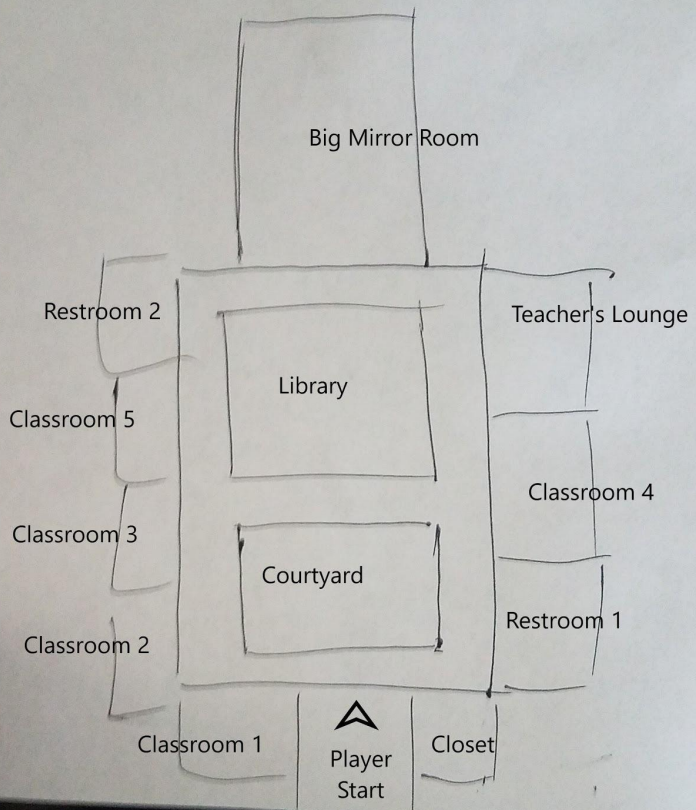 Big Mirror Room
Restroom 2
Teacher's Lounge
Library
Classroom 5
Classroom 4
Classroom 3
Courtyard
Restroom 1
Classroom 2
Classroom 1
Player
Start
Closet